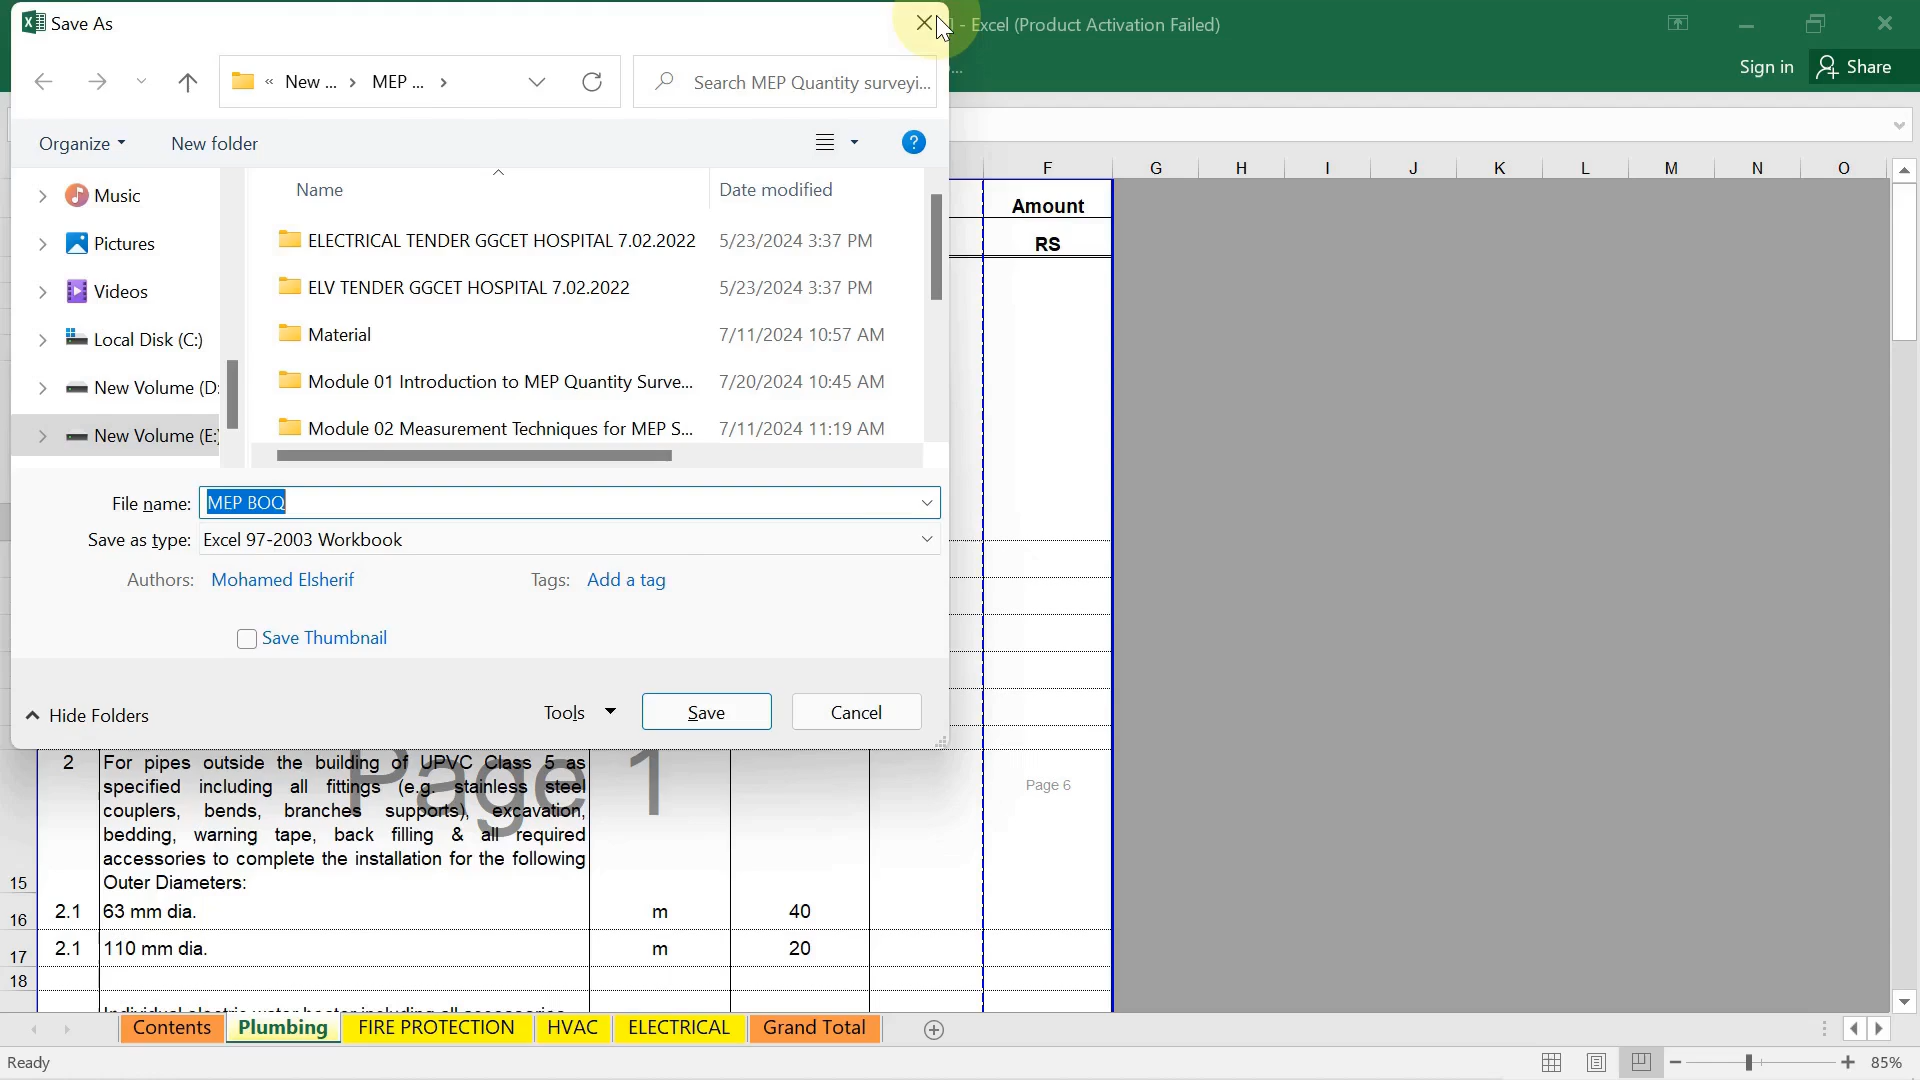 Save As
- Excel (Product Activation Failed)
Sign in
Share
« New ... › MEP ... ›
Search MEP Quantity surveyi...
Organize
New folder
Name
Date modified
Music
Pictures
Videos
Local Disk (C:)
New Volume (D:
New Volume (E:)
ELECTRICAL TENDER GGCET HOSPITAL 7.02.2022 5/23/2024 3:37 PM
ELV TENDER GGCET HOSPITAL 7.02.2022 5/23/2024 3:37 PM
Material 7/11/2024 10:57 AM
Module 01 Introduction to MEP Quantity Surve... 7/20/2024 10:45 AM
Module 02 Measurement Techniques for MEP S... 7/11/2024 11:19 AM
File name: MEP BOQ
Save as type: Excel 97-2003 Workbook
Authors: Mohamed Elsherif
Tags: Add a tag
Save Thumbnail
Hide Folders
Tools
Save
Cancel
F G H I J K L M N O
Amount
RS
Page 1
Page 6
2 For pipes outside the building of UPVC Class 5 as
specified including all fittings (e.g. stainless steel
couplers, bends, branches supports), excavation,
bedding, warning tape, back filling & all required
accessories to complete the installation for the following
15 Outer Diameters:
16 2.1 63 mm dia. m 40
17 2.1 110 mm dia. m 20
18
Contents Plumbing FIRE PROTECTION HVAC ELECTRICAL Grand Total
Ready
85%